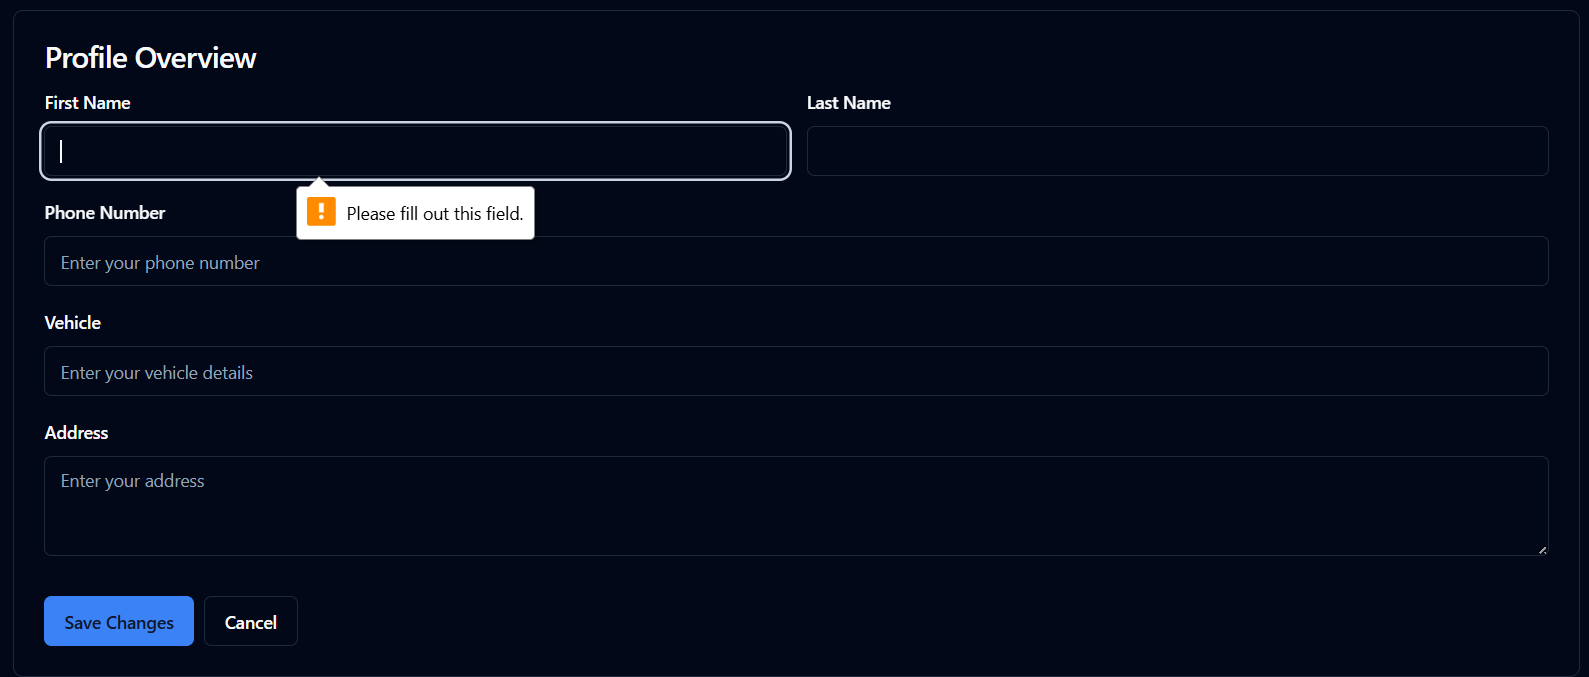 Profile Overview
First Name
Last Name
Please fill out this field.
Phone Number
Enter your phone number
Vehicle
Enter your vehicle details
Address
Enter your address
Save Changes
Cancel